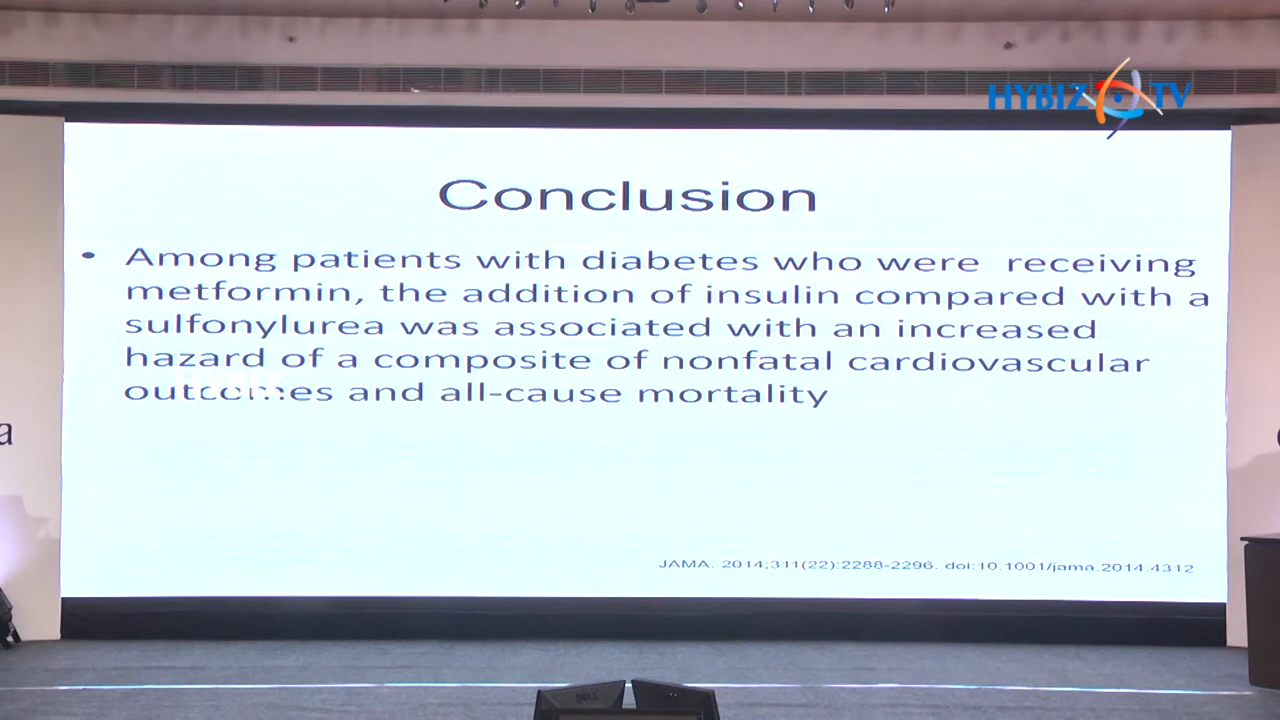 HYBIZ TV
Conclusion
• Among patients with diabetes who were receiving
metformin, the addition of insulin compared with a
sulfonylurea was associated with an increased
hazard of a composite of nonfatal cardiovascular
outcomes and all-cause mortality
a
JAMA. 2014;311(22):2288-2296. doi:10.1001/jama.2014.4312
DELL